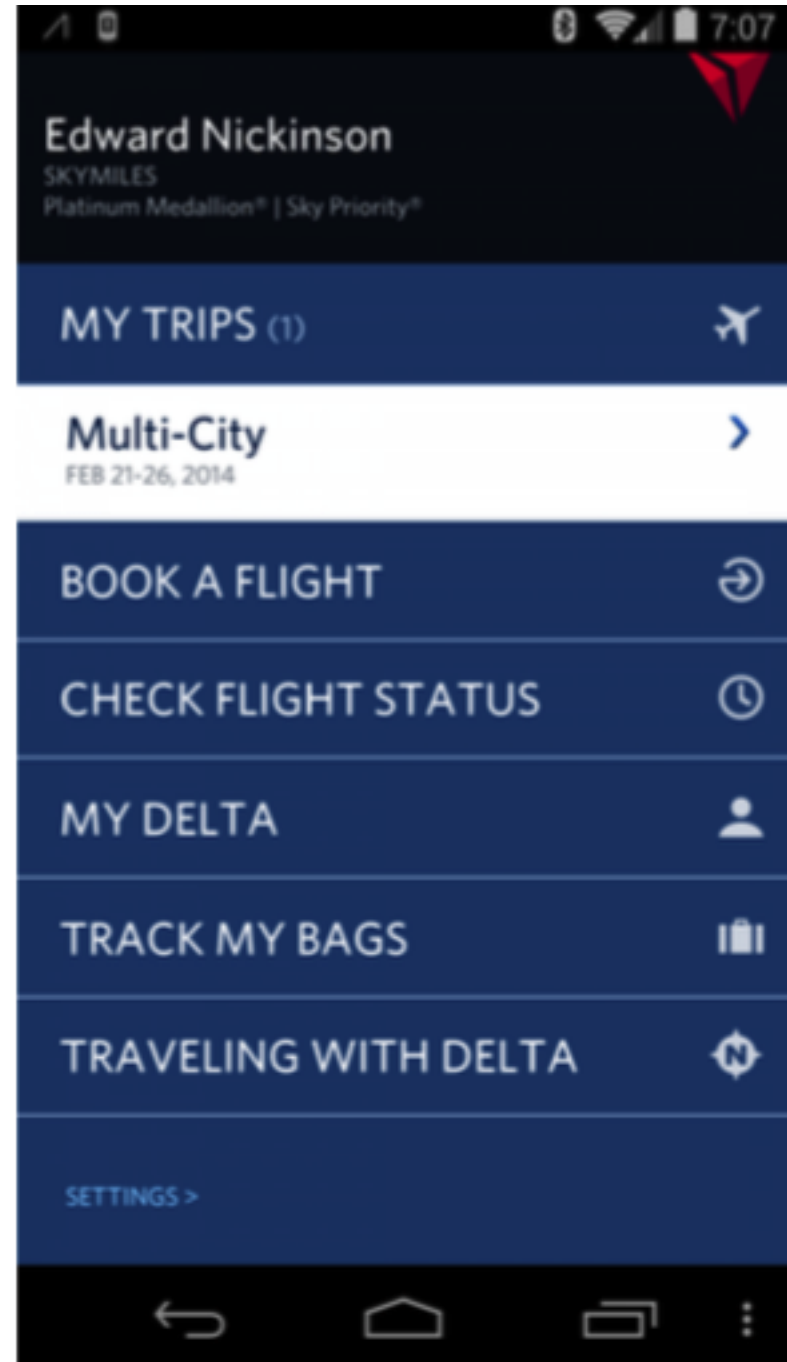 7:07
Edward Nickinson
SKYMILES
Platinum Medallion® | Sky Priority®
MY TRIPS (1)
Multi-City
FEB 21-26, 2014
BOOK A FLIGHT
CHECK FLIGHT STATUS
MY DELTA
TRACK MY BAGS
TRAVELING WITH DELTA
N
SETTINGS >